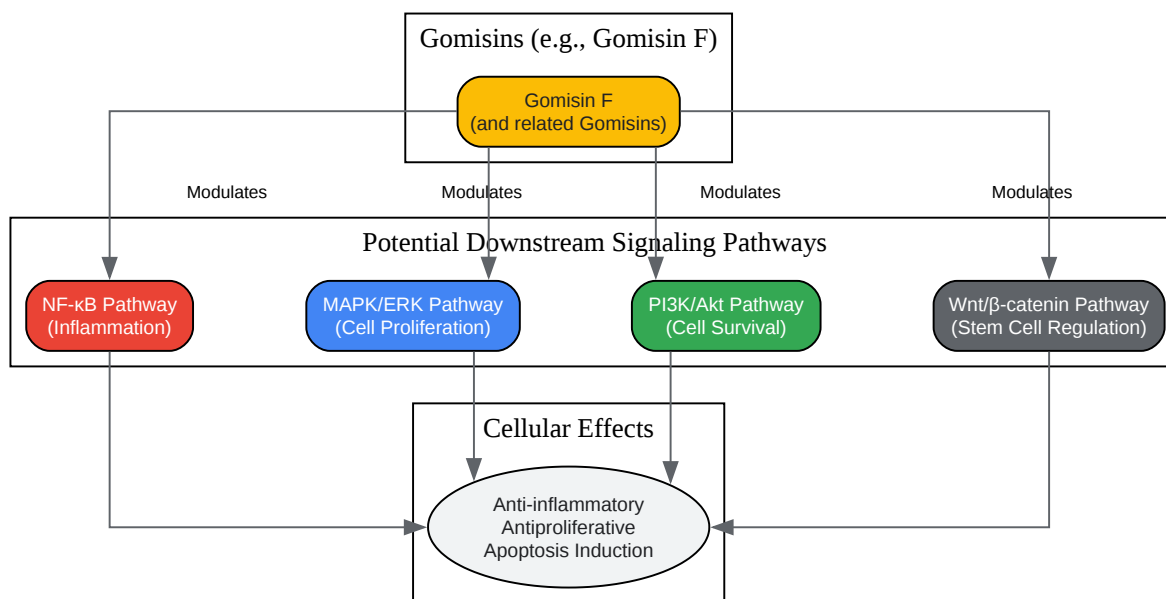 Gomisins (e.g., Gomisin F)
Gomisin F
(and related Gomisins)
Modulates
Modulates
Modulates
Modulates
Potential Downstream Signaling Pathways
NF-κB Pathway
(Inflammation)
MAPK/ERK Pathway
(Cell Proliferation)
PI3K/Akt Pathway
(Cell Survival)
Wnt/β-catenin Pathway
(Stem Cell Regulation)
Cellular Effects
Anti-inflammatory
Antiproliferative
Apoptosis Induction